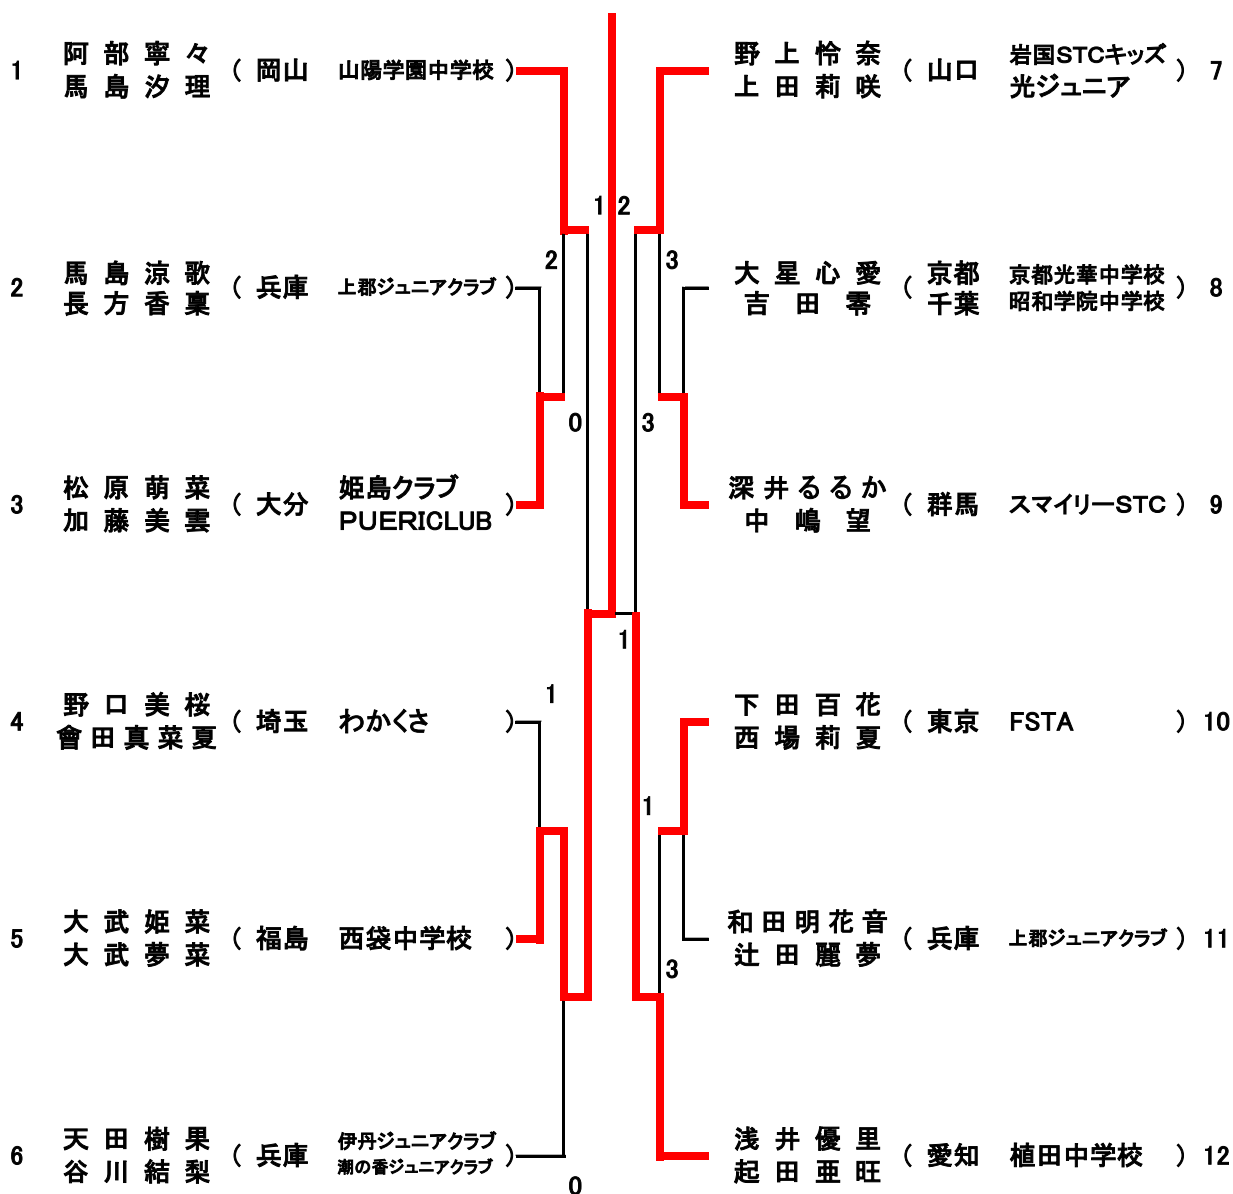 1 阿部寧々 馬島汐理 ( 岡山 山陽学園中学校 )
2 馬島涼歌 長方香稟 ( 兵庫 上郡ジュニアクラブ )
3 松原萌菜 加藤美雲 ( 大分 姫島クラブ PUERICLUB )
4 野口美桜 會田真菜夏 ( 埼玉 わかくさ )
5 大武姫菜 大武夢菜 ( 福島 西袋中学校 )
6 天田樹果 谷川結梨 ( 兵庫 伊丹ジュニアクラブ 潮の香ジュニアクラブ )
1
2
2
0
1
0
3
3
1
1
3
野上怜奈 上田莉咲 ( 山口 岩国STCキッズ 光ジュニア ) 7
大星心愛 吉田零 ( 京都 千葉 京都光華中学校 昭和学院中学校 ) 8
深井るるか 中嶋望 ( 群馬 スマイリーSTC ) 9
下田百花 西場莉夏 ( 東京 FSTA ) 10
和田明花音 辻田麗夢 ( 兵庫 上郡ジュニアクラブ ) 11
浅井優里 起田亜旺 ( 愛知 植田中学校 ) 12